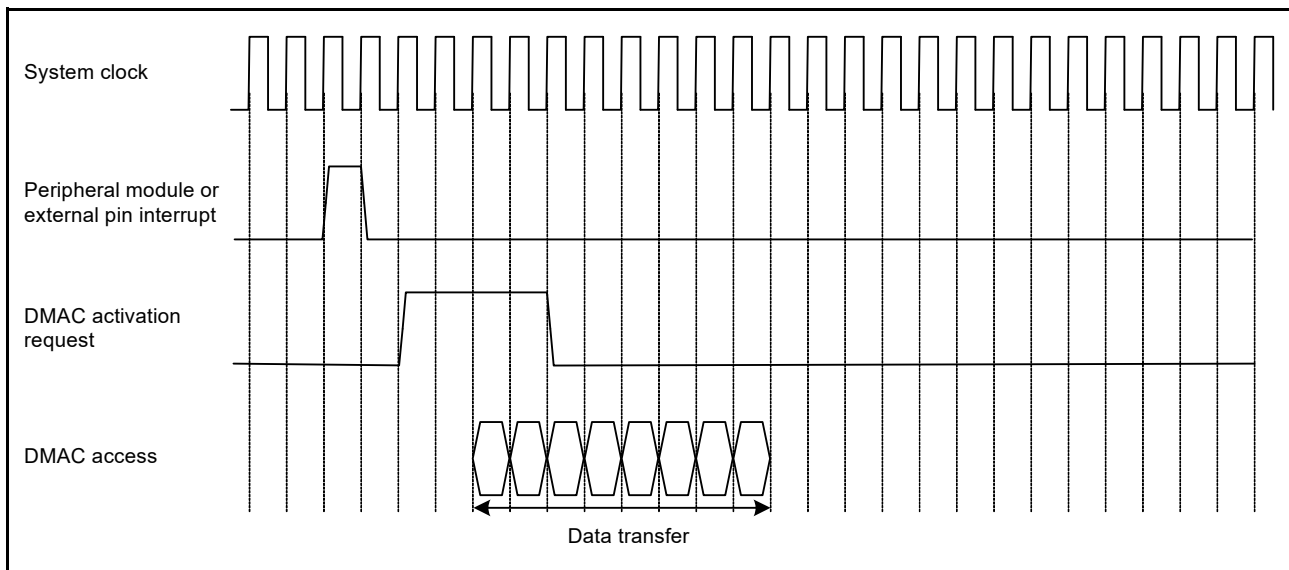 System clock
Peripheral module or
external pin interrupt
DMAC activation
request
DMAC access
Data transfer